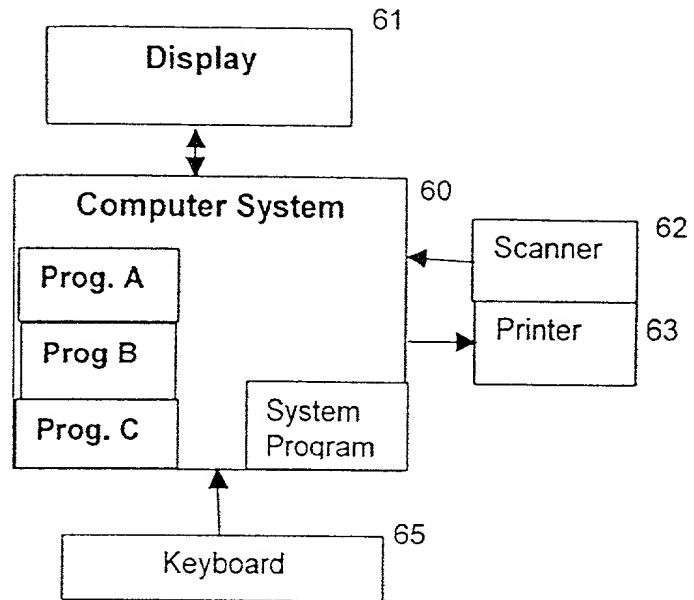 61
Display
Computer System
60
62
Scanner
Prog. A
Printer
63
Prog B
System
Program
Prog. C
65
Keyboard